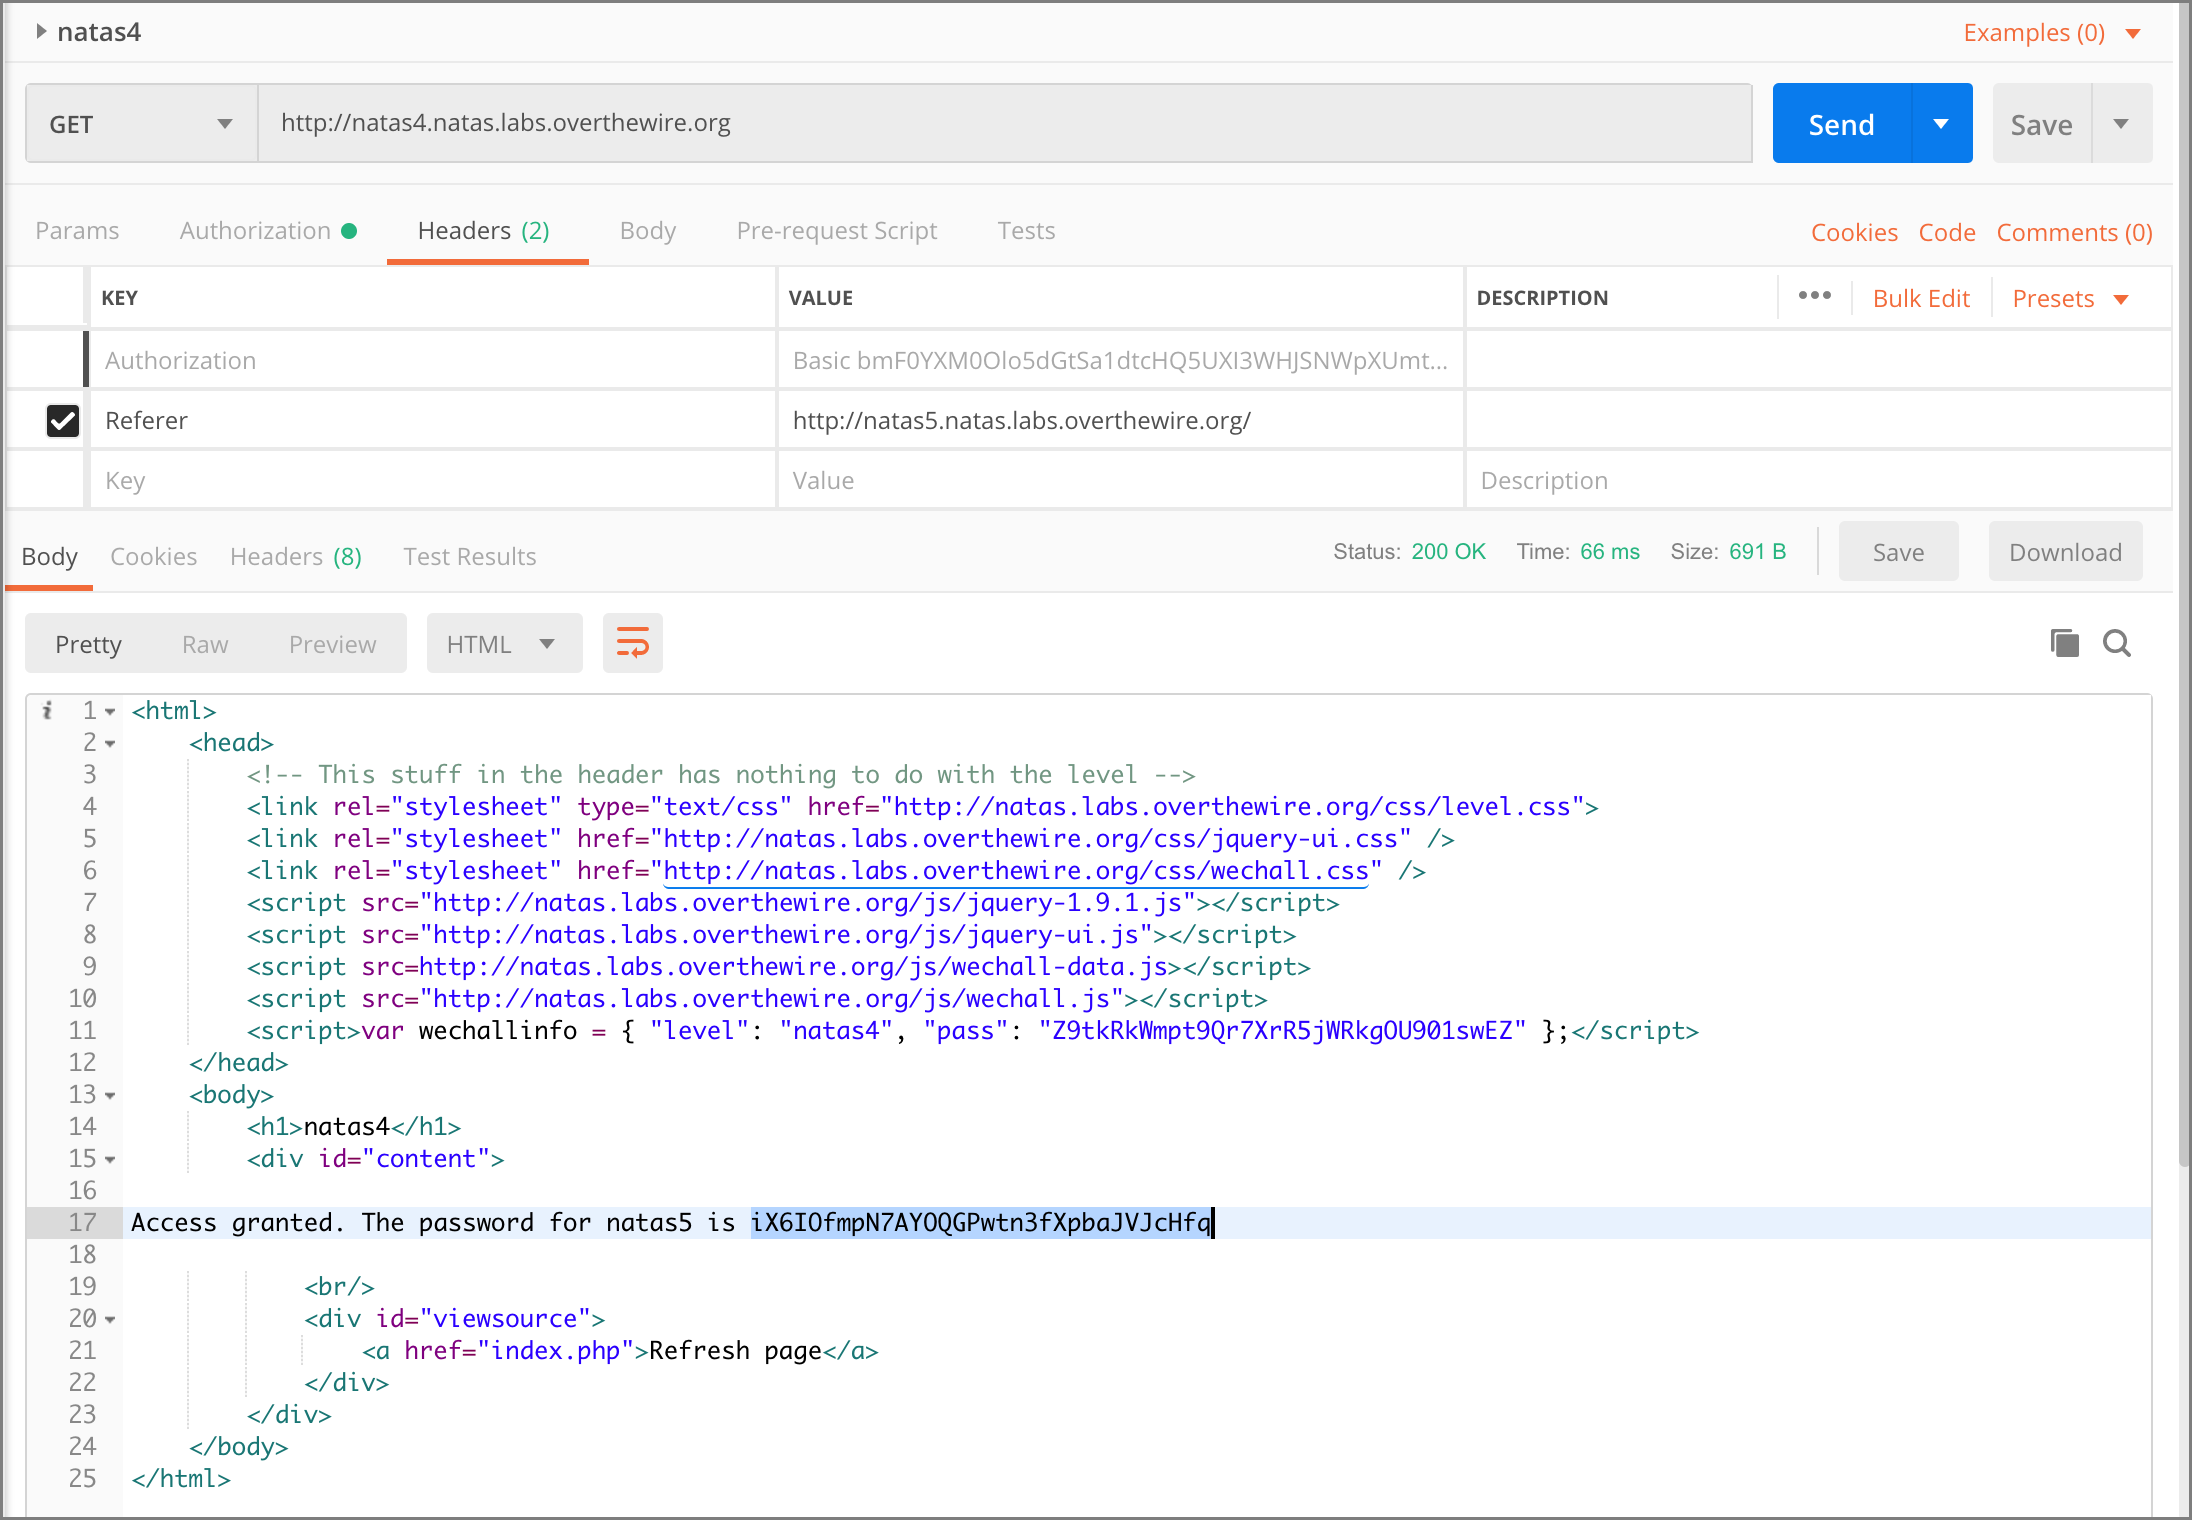 natas4
Examples (0)
GET
http://natas4.natas.labs.overthewire.org
Send
Save
Params Authorization Headers (2) Body Pre-request Script Tests
Cookies Code Comments (0)
KEY VALUE DESCRIPTION ••• Bulk Edit Presets
Authorization Basic bmF0YXM0Olo5dGtSa1dtcHQ5UXI3WHJSNWpXUmt...
Referer http://natas5.natas.labs.overthewire.org/
Key Value Description
Body Cookies Headers (8) Test Results
Status: 200 OK Time: 66 ms Size: 691 B
Save Download
Pretty Raw Preview HTML
i 1 <html>
2 <head>
3 <!-- This stuff in the header has nothing to do with the level -->
4 <link rel="stylesheet" type="text/css" href="http://natas.labs.overthewire.org/css/level.css">
5 <link rel="stylesheet" href="http://natas.labs.overthewire.org/css/jquery-ui.css" />
6 <link rel="stylesheet" href="http://natas.labs.overthewire.org/css/wechall.css" />
7 <script src="http://natas.labs.overthewire.org/js/jquery-1.9.1.js"></script>
8 <script src="http://natas.labs.overthewire.org/js/jquery-ui.js"></script>
9 <script src=http://natas.labs.overthewire.org/js/wechall-data.js></script>
10 <script src="http://natas.labs.overthewire.org/js/wechall.js"></script>
11 <script>var wechallinfo = { "level": "natas4", "pass": "Z9tkRkWmpt9Qr7XrR5jWRkgOU901swEZ" };</script>
12 </head>
13 <body>
14 <h1>natas4</h1>
15 <div id="content">
16
17 Access granted. The password for natas5 is iX6IOfmpN7AYOQGPwtn3fXpbaJVJcHfq
18
19 <br/>
20 <div id="viewsource">
21 <a href="index.php">Refresh page</a>
22 </div>
23 </div>
24 </body>
25 </html>